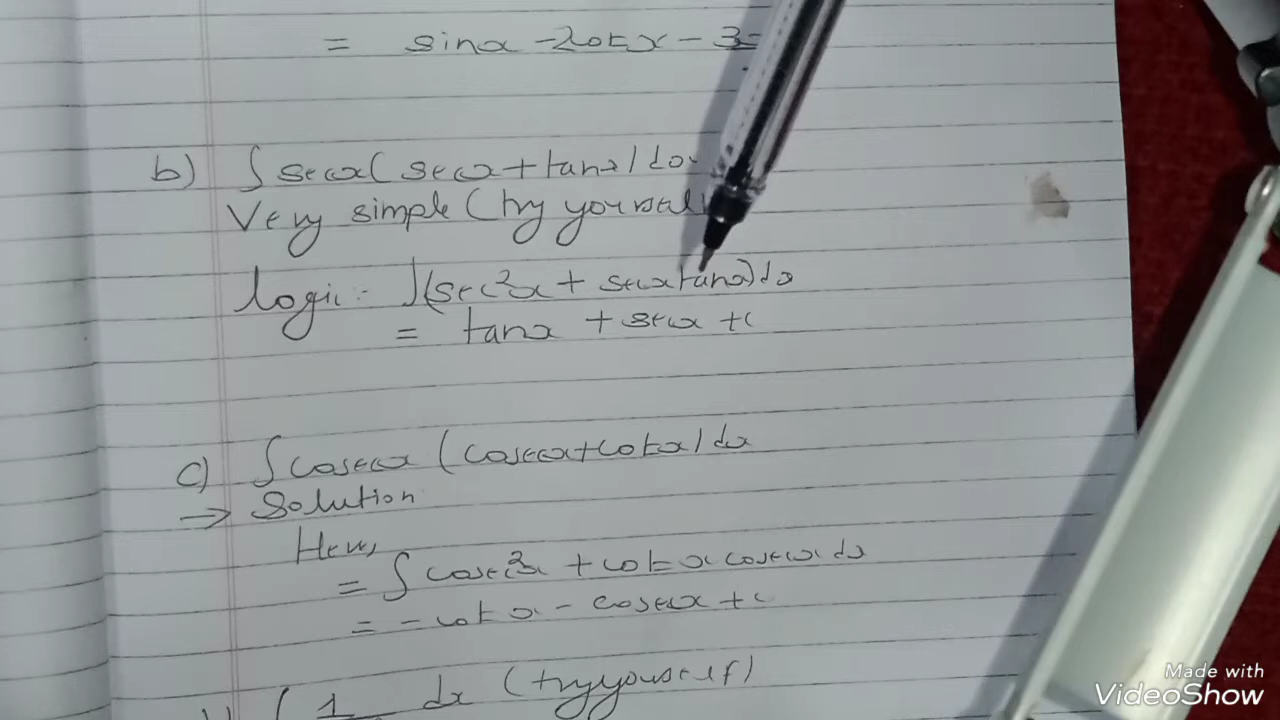 = sinx - 2cotx - 3
b) ∫ secx ( secx + tanx ) dx
Very simple ( try yourself
logic:- ∫(sec²x + secxtanx)dx
= tanx + secx + c
c) ∫ cosecx ( cosecx + cotx ) dx
→ Solution
Here,
= ∫ cosec²x + cotx cosecx dx
= - cotx - cosecx + c
∫ 1 dx ( try yourself )
Made with
VideoShow